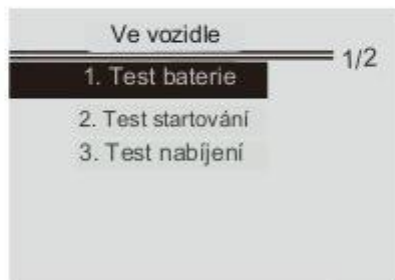 Ve vozidle
1/2
1. Test baterie
2. Test startování
3. Test nabíjení